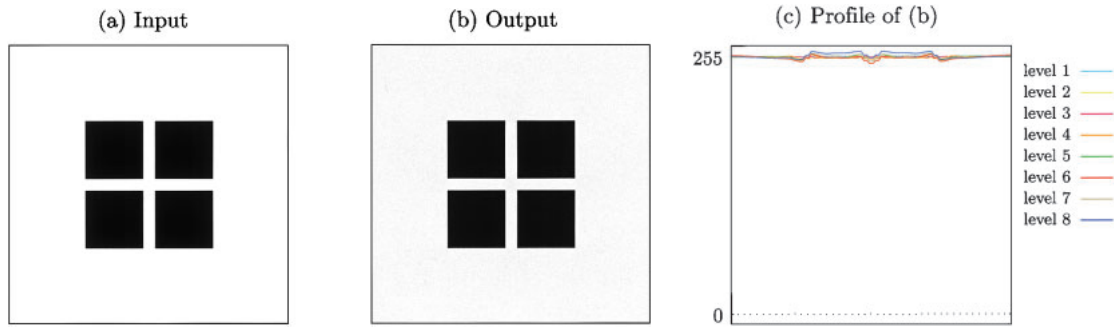 (a) Input
(b) Output
(c) Profile of (b)
255
0
level 1
level 2
level 3
level 4
level 5
level 6
level 7
level 8